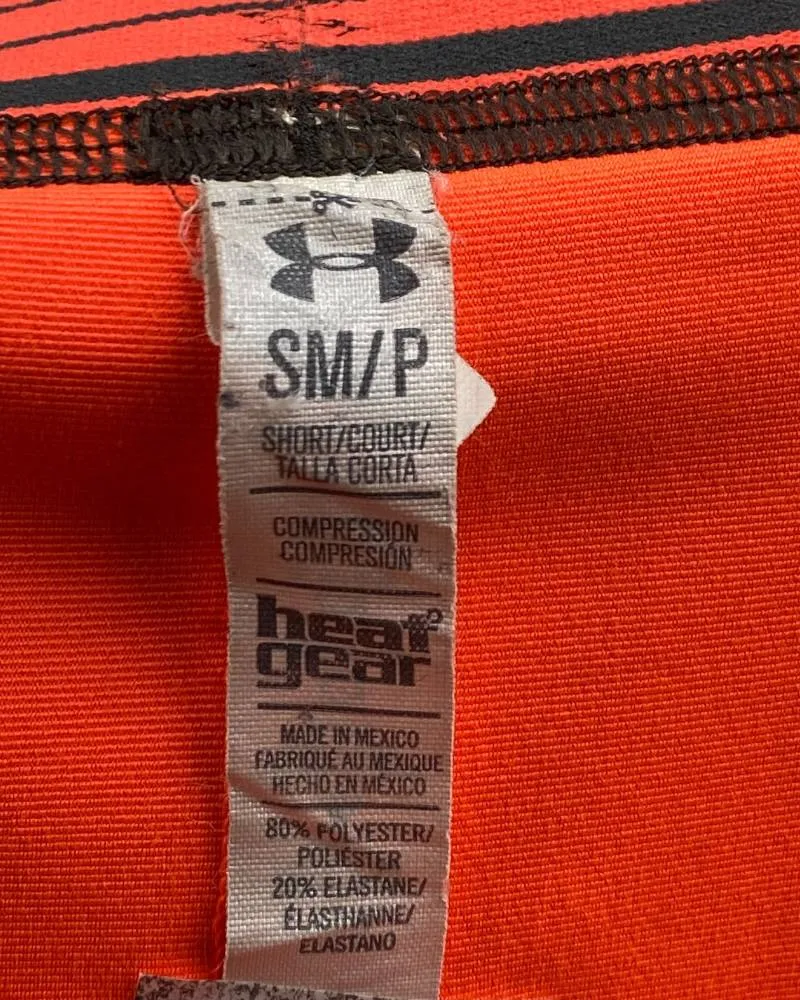 SM/P
SHORT/COURT/
TALLA CORTA
COMPRESSION
COMPRESIÓN
heat²
gear
MADE IN MEXICO
FABRIQUÉ AU MEXIQUE
HECHO EN MÉXICO
80% POLYESTER/
POLIÉSTER
20% ELASTANE/
ÉLASTHANNE/
ELASTANO